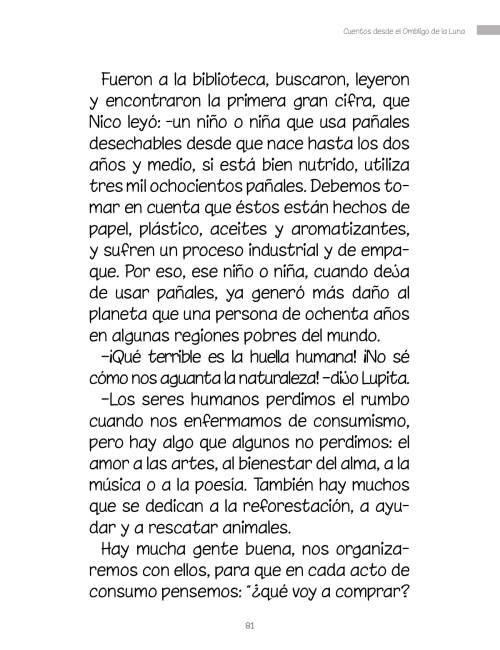 Cuentos desde el Ombligo de la Luna
Fueron a la biblioteca, buscaron, leyeron
y encontraron la primera gran cifra, que
Nico leyó: -un niño o niña que usa pañales
desechables desde que nace hasta los dos
años y medio, si está bien nutrido, utiliza
tres mil ochocientos pañales. Debemos to-
mar en cuenta que éstos están hechos de
papel, plástico, aceites y aromatizantes,
y sufren un proceso industrial y de empa-
que. Por eso, ese niño o niña, cuando deja
de usar pañales, ya generó más daño al
planeta que una persona de ochenta años
en algunas regiones pobres del mundo.
–¡Qué terrible es la huella humana! ¡No sé
cómo nos aguanta la naturaleza! –dijo Lupita.
–Los seres humanos perdimos el rumbo
cuando nos enfermamos de consumismo,
pero hay algo que algunos no perdimos: el
amor a las artes, al bienestar del alma, a la
música o a la poesía. También hay muchos
que se dedican a la reforestación, a ayu-
dar y a rescatar animales.
Hay mucha gente buena, nos organiza-
remos con ellos, para que en cada acto de
consumo pensemos: “¿qué voy a comprar?
81